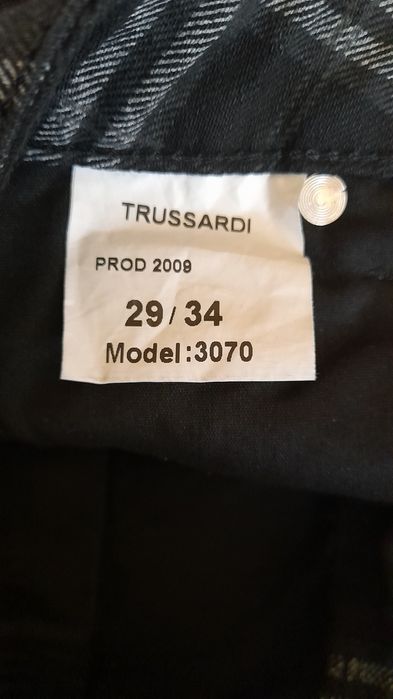 TRUSSARDI
PROD 2009
29 / 34
Model:3070